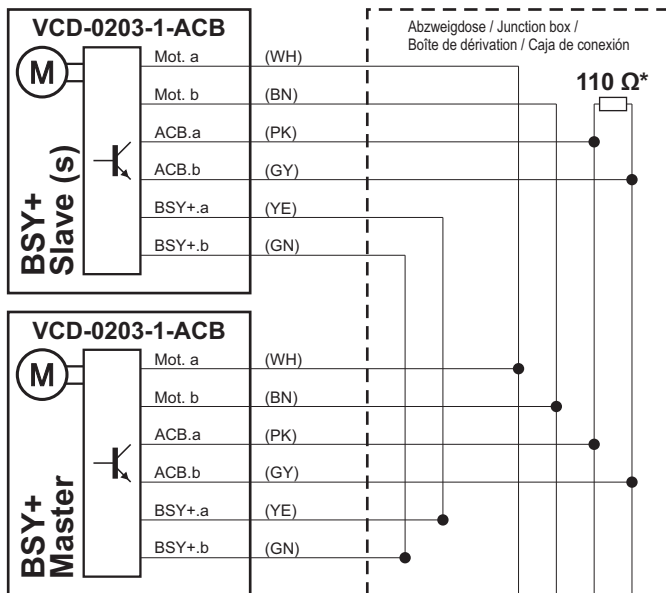 VCD-0203-1-ACB
Abzweigdose / Junction box /
Boîte de dérivation / Caja de conexión
110 Ω*
M
BSY+
Slave (s)
Mot. a (WH)
Mot. b (BN)
ACB.a (PK)
ACB.b (GY)
BSY+.a (YE)
BSY+.b (GN)
VCD-0203-1-ACB
M
BSY+
Master
Mot. a (WH)
Mot. b (BN)
ACB.a (PK)
ACB.b (GY)
BSY+.a (YE)
BSY+.b (GN)